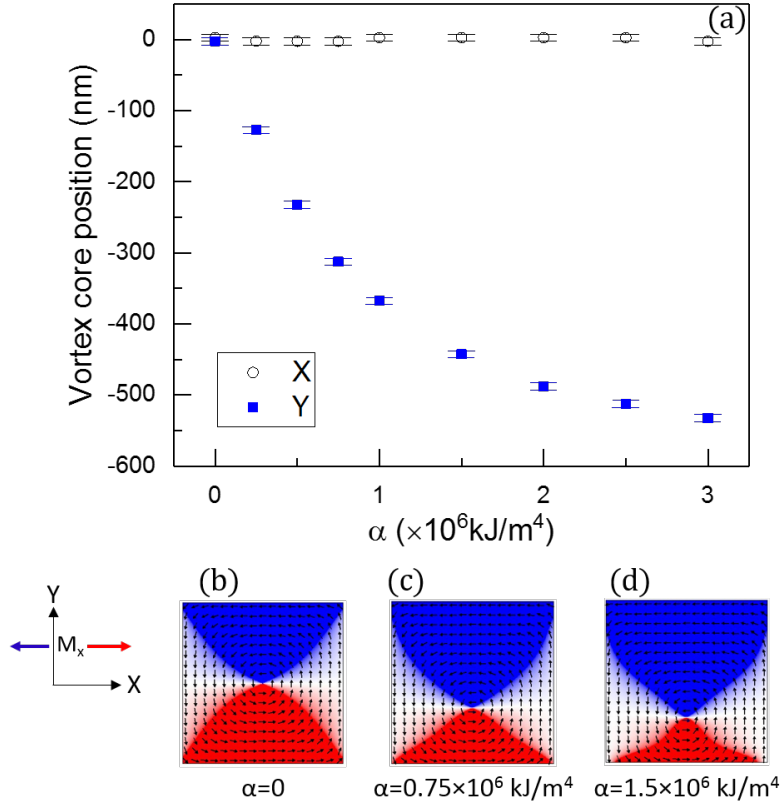 (a)
Vortex core position (nm)
0
-100
-200
-300
-400
-500
-600
X
Y
0
1
2
3
α (×10⁶kJ/m⁴)
(b)
(c)
(d)
Y
Mₓ
X
α=0
α=0.75×10⁶ kJ/m⁴
α=1.5×10⁶ kJ/m⁴